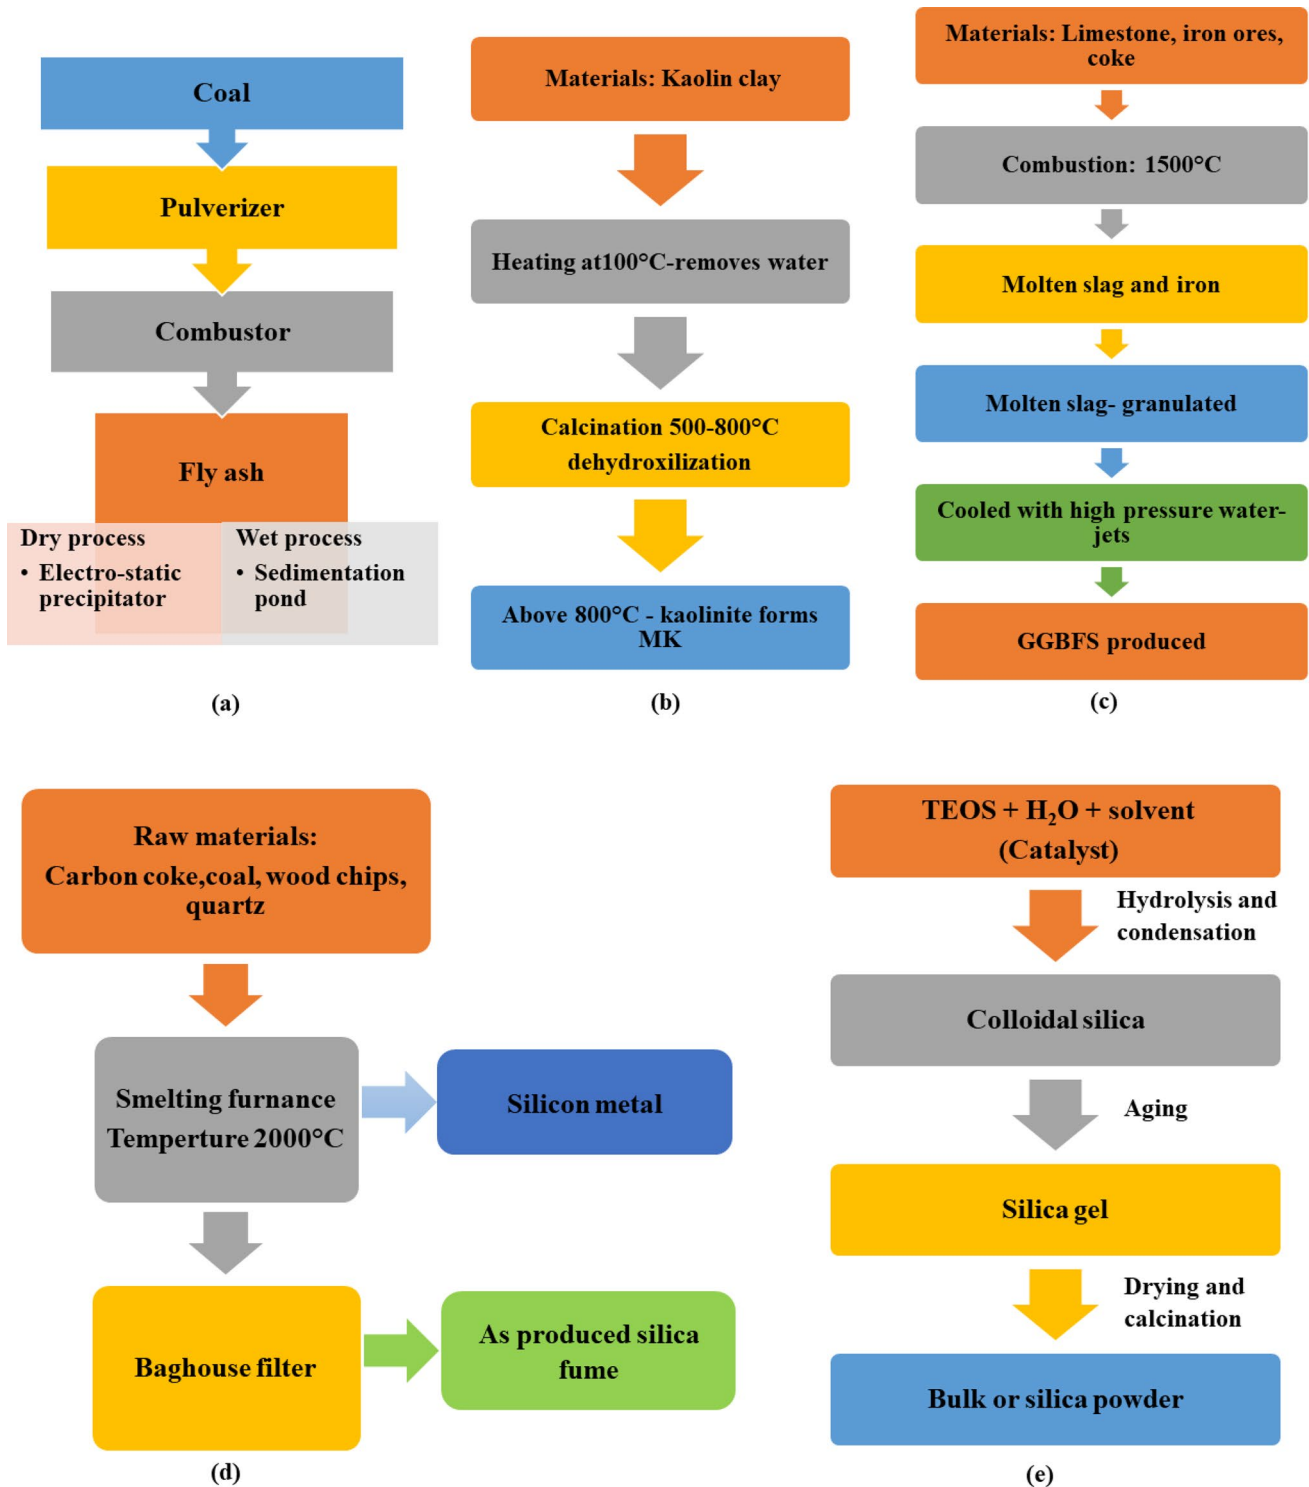 Coal
Pulverizer
Combustor
Fly ash
Dry process
• Electro-static
precipitator
Wet process
• Sedimentation
pond
(a)
Materials: Kaolin clay
Heating at100°C-removes water
Calcination 500-800°C
dehydroxilization
Above 800°C - kaolinite forms
MK
(b)
Materials: Limestone, iron ores,
coke
Combustion: 1500°C
Molten slag and iron
Molten slag- granulated
Cooled with high pressure water-
jets
GGBFS produced
(c)
Raw materials:
Carbon coke,coal, wood chips,
quartz
Smelting furnance
Temperture 2000°C
Silicon metal
Baghouse filter
As produced silica
fume
(d)
TEOS + H₂O + solvent
(Catalyst)
Hydrolysis and
condensation
Colloidal silica
Aging
Silica gel
Drying and
calcination
Bulk or silica powder
(e)